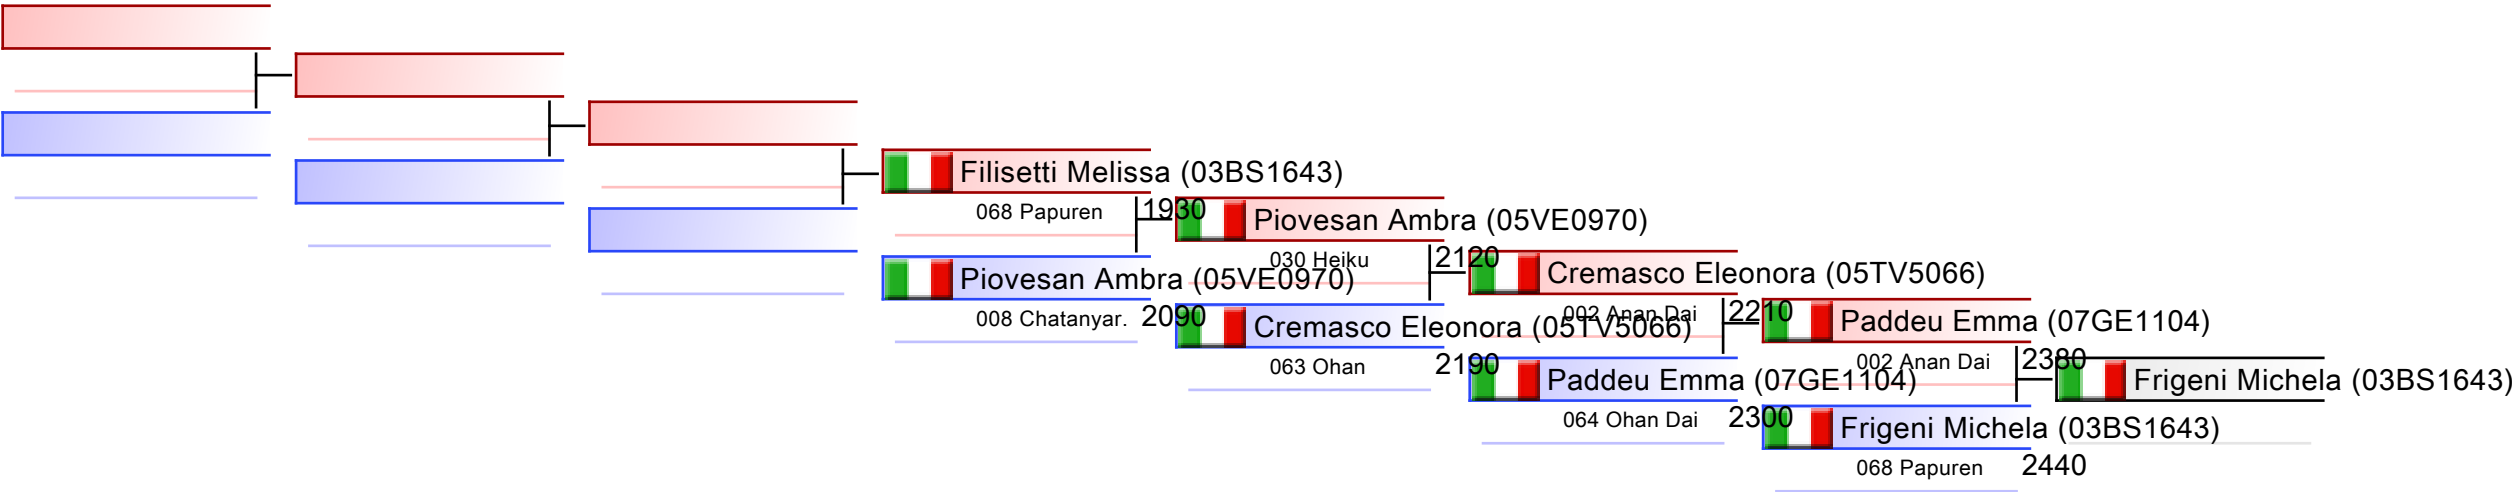 Filisetti Melissa (03BS1643)
068 Papuren 1930
Piovesan Ambra (05VE0970)
008 Chatanyar. 2090
Piovesan Ambra (05VE0970)
030 Heiku 2120
Cremasco Eleonora (05TV5066)
063 Ohan 2190
Cremasco Eleonora (05TV5066)
002 Anan Dai 2210
Paddeu Emma (07GE1104)
064 Ohan Dai 2300
Paddeu Emma (07GE1104)
002 Anan Dai 2380
Frigeni Michela (03BS1643)
068 Papuren 2440
Frigeni Michela (03BS1643)